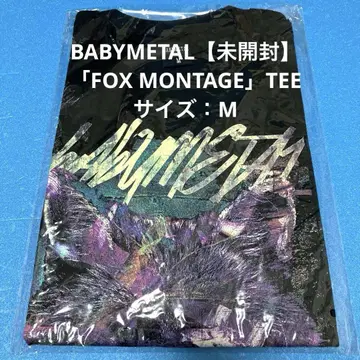 BABYMETAL【未開封】
「FOX MONTAGE」TEE
サイズ：M
BABYMETAL